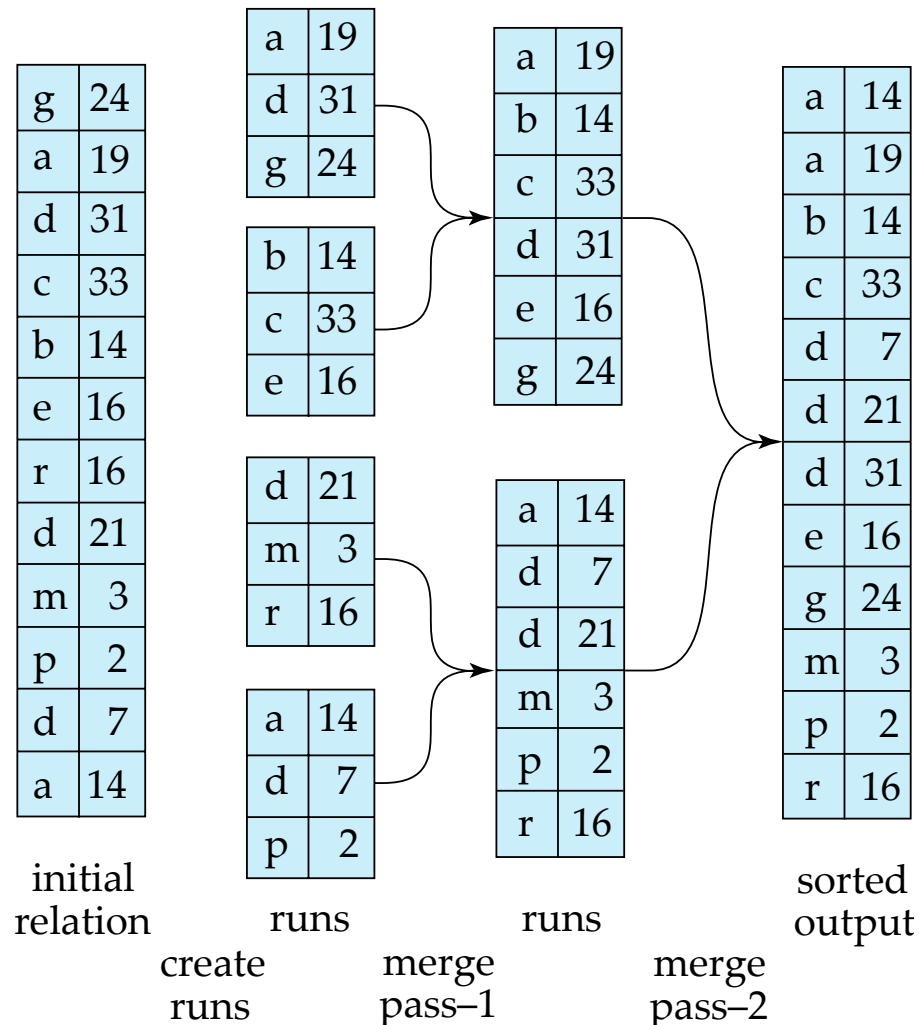 g 24
a 19
d 31
c 33
b 14
e 16
r 16
d 21
m 3
p 2
d 7
a 14
initial
relation
a 19
d 31
g 24
b 14
c 33
e 16
d 21
m 3
r 16
a 14
d 7
p 2
runs
a 19
b 14
c 33
d 31
e 16
g 24
a 14
d 7
d 21
m 3
p 2
r 16
runs
a 14
a 19
b 14
c 33
d 7
d 21
d 31
e 16
g 24
m 3
p 2
r 16
sorted
output
create
runs
merge
pass–1
merge
pass–2